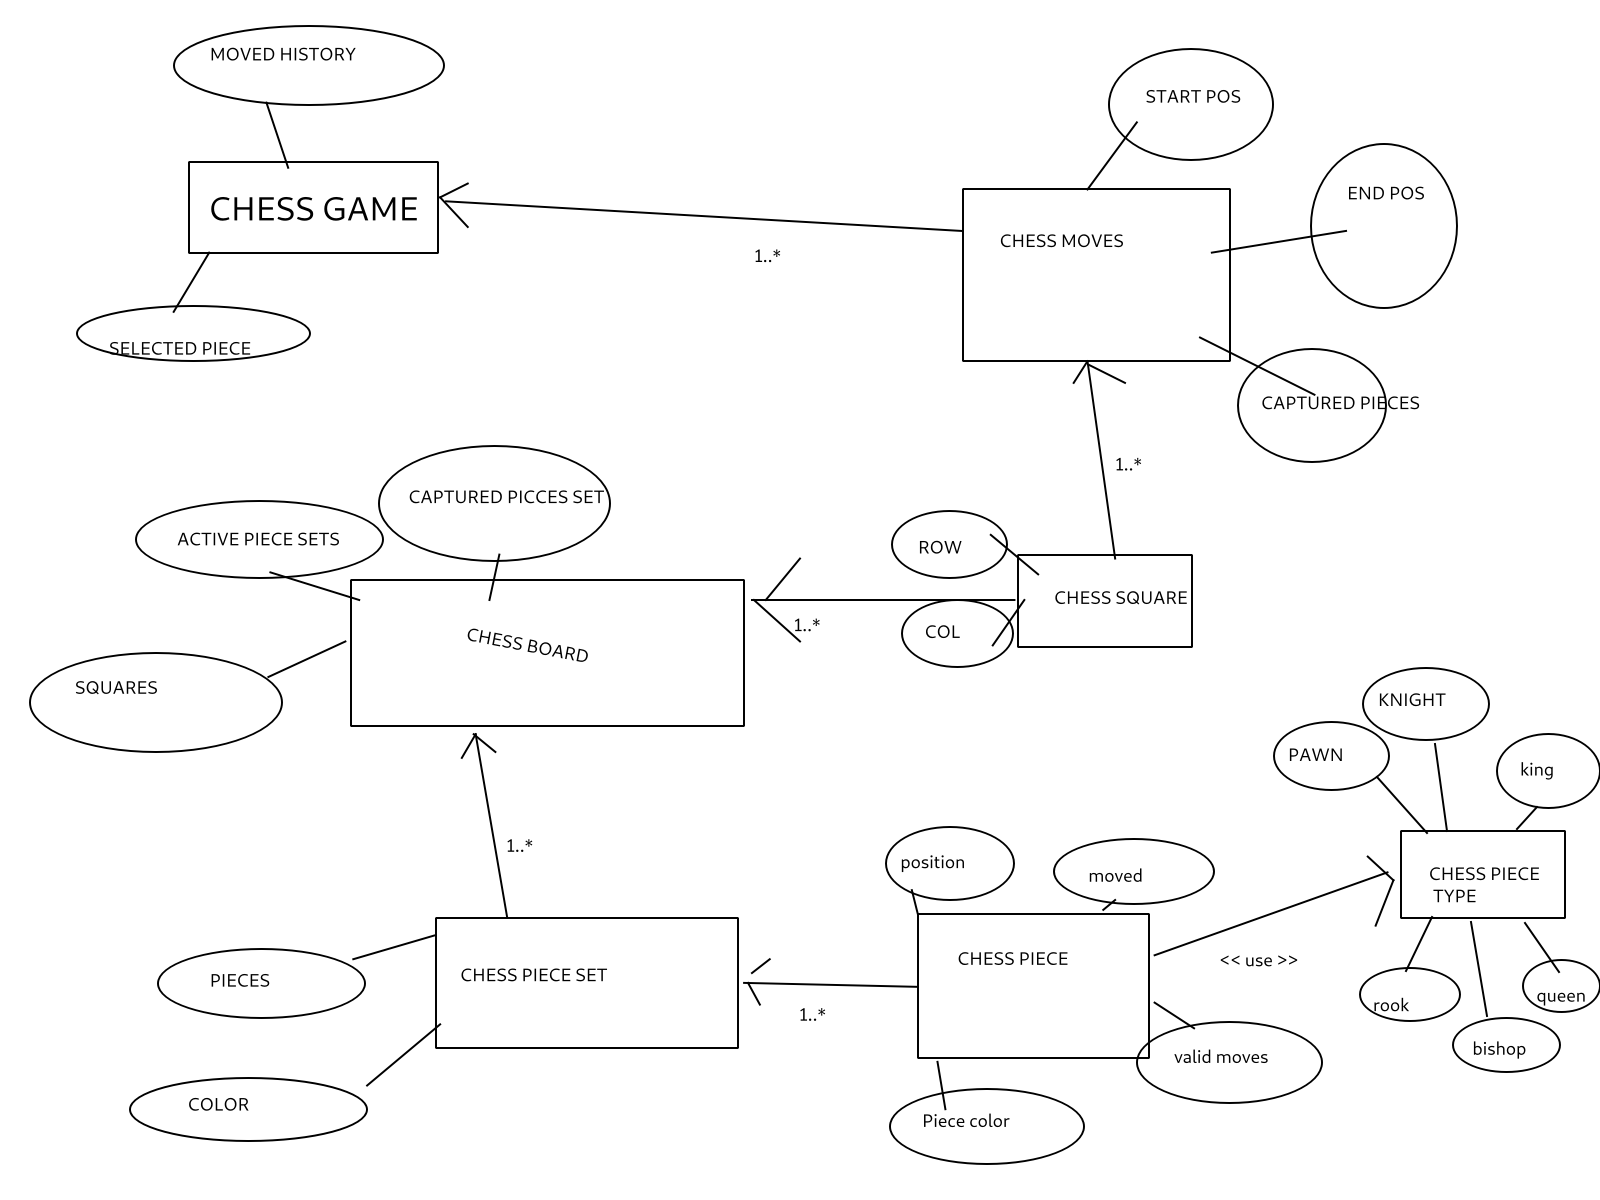 MOVED HISTORY
START POS
END POS
CHESS GAME
CHESS MOVES
1..*
SELECTED PIECE
CAPTURED PIECES
1..*
CAPTURED PICCES SET
ACTIVE PIECE SETS
ROW
CHESS SQUARE
1..*
COL
CHESS BOARD
SQUARES
KNIGHT
PAWN
king
1..*
position
moved
CHESS PIECE
TYPE
CHESS PIECE
<< use >>
CHESS PIECE SET
PIECES
queen
rook
1..*
bishop
valid moves
COLOR
Piece color